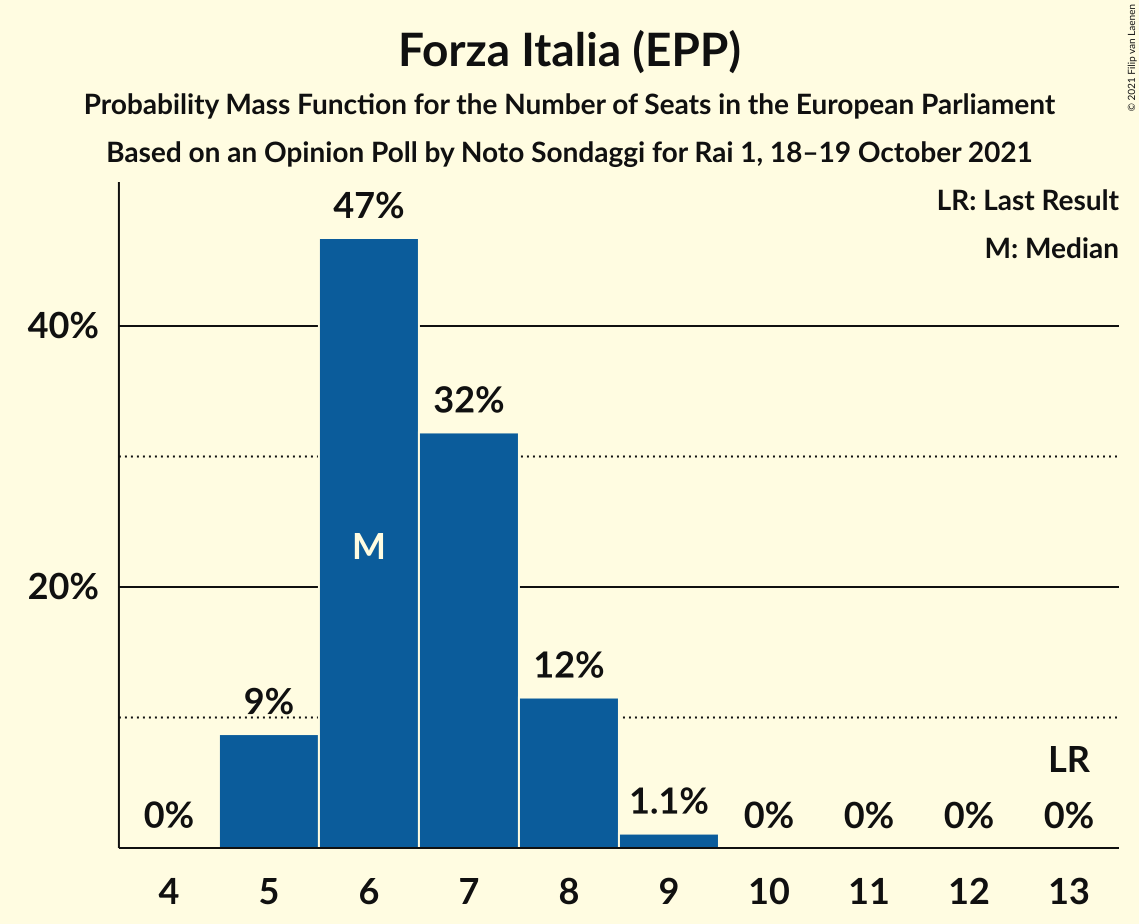 Forza Italia (EPP)
Probability Mass Function for the Number of Seats in the European Parliament
Based on an Opinion Poll by Noto Sondaggi for Rai 1, 18–19 October 2021
© 2021 Filip van Laenen
LR: Last Result
M: Median
47%
40%
32%
M
20%
12%
9%
LR
1.1%
0%
0%
0%
0%
0%
4
5
6
7
8
9
10
11
12
13